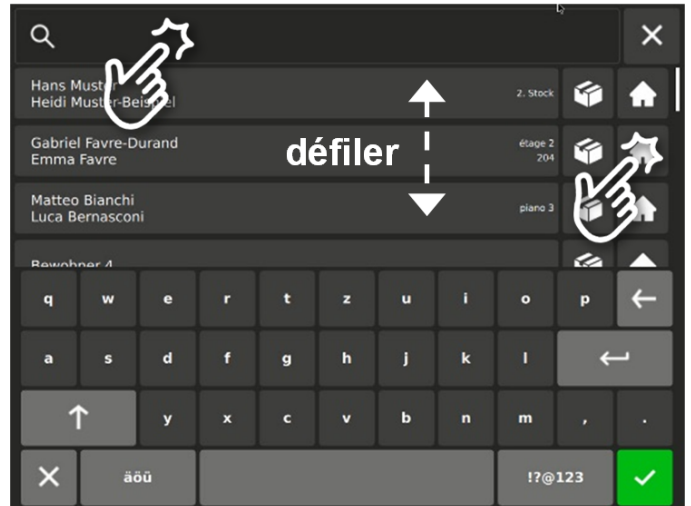 Hans Muster
Heidi Muster-Beispiel
2. Stock
Gabriel Favre-Durand
Emma Favre
étage 2
204
défiler
Matteo Bianchi
Luca Bernasconi
piano 3
Bewohner 4
q w e r t z u i o p
a s d f g h j k l
y x c v b n m , .
äöü !?@123